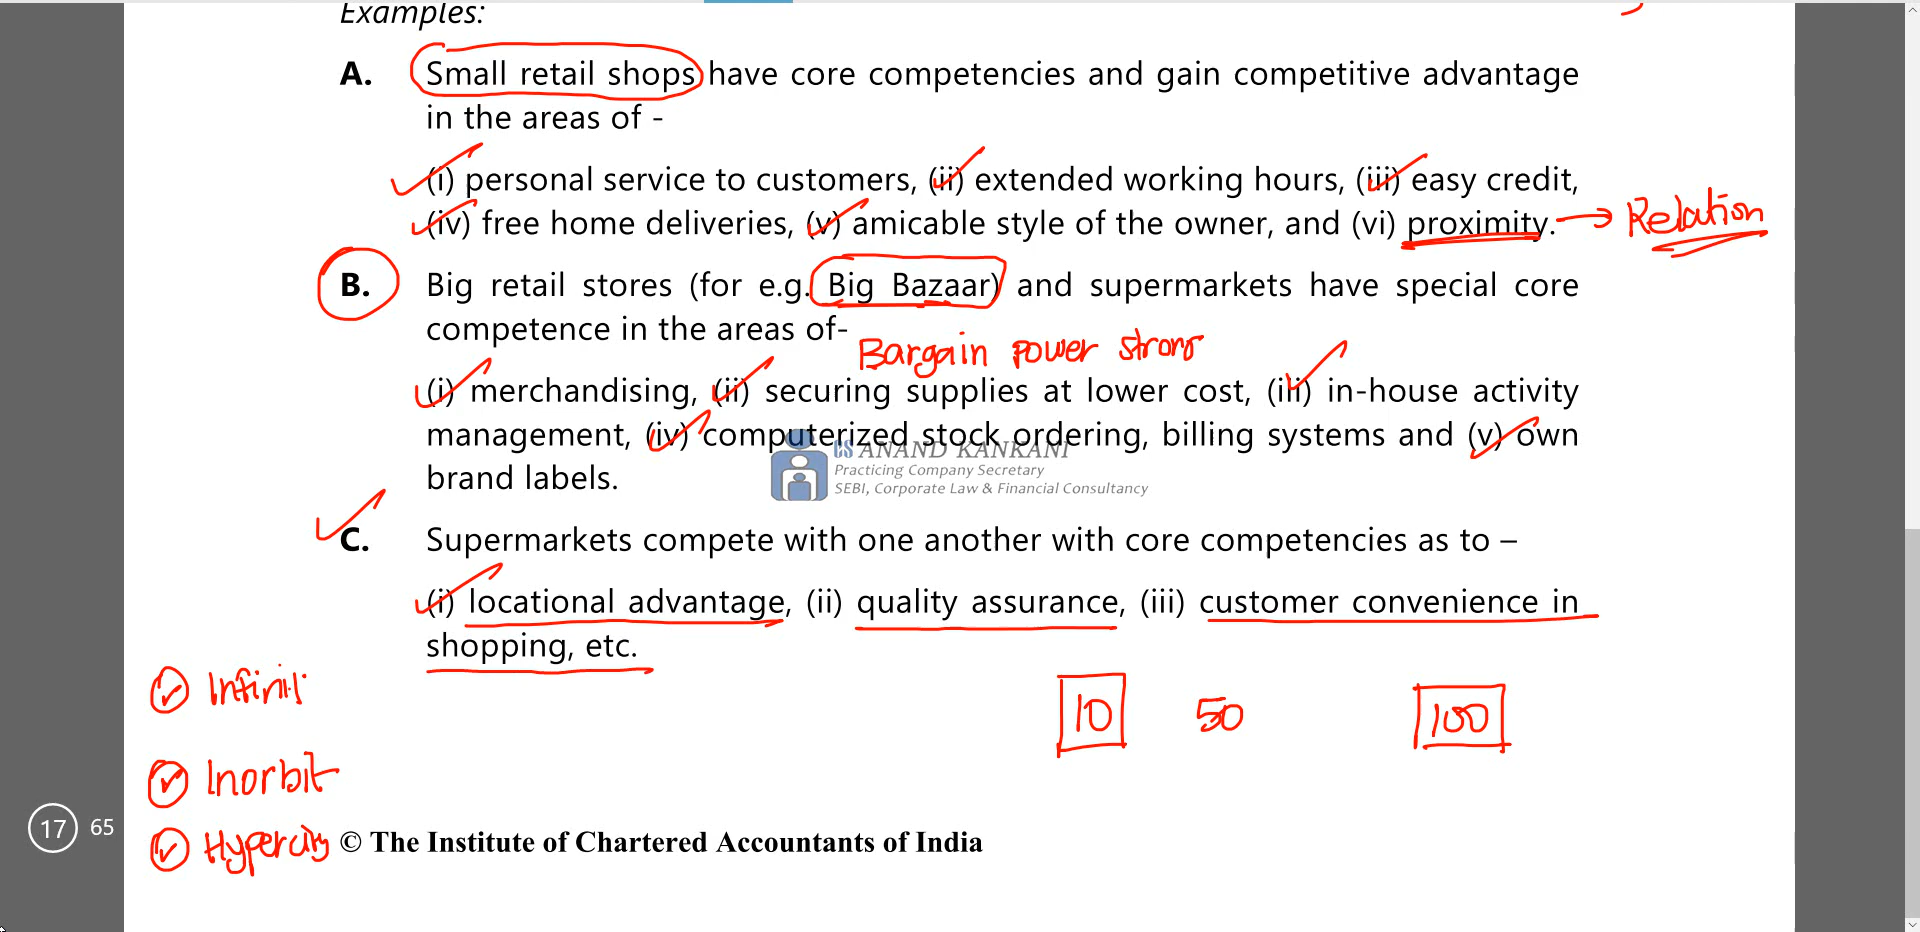 Examples:
A. Small retail shops have core competencies and gain competitive advantage
in the areas of -
(i) personal service to customers, (ii) extended working hours, (iii) easy credit,
(iv) free home deliveries, (v) amicable style of the owner, and (vi) proximity. → Relation
B. Big retail stores (for e.g. Big Bazaar) and supermarkets have special core
competence in the areas of-
Bargain power strong
(i) merchandising, (ii) securing supplies at lower cost, (iii) in-house activity
management, (iv) computerized stock ordering, billing systems and (v) own
CS ANAND KANKANI
Practicing Company Secretary
brand labels.
SEBI, Corporate Law & Financial Consultancy
C. Supermarkets compete with one another with core competencies as to –
(i) locational advantage, (ii) quality assurance, (iii) customer convenience in
shopping, etc.
10 50 100
Inorbit
17 65
Hypercity
© The Institute of Chartered Accountants of India